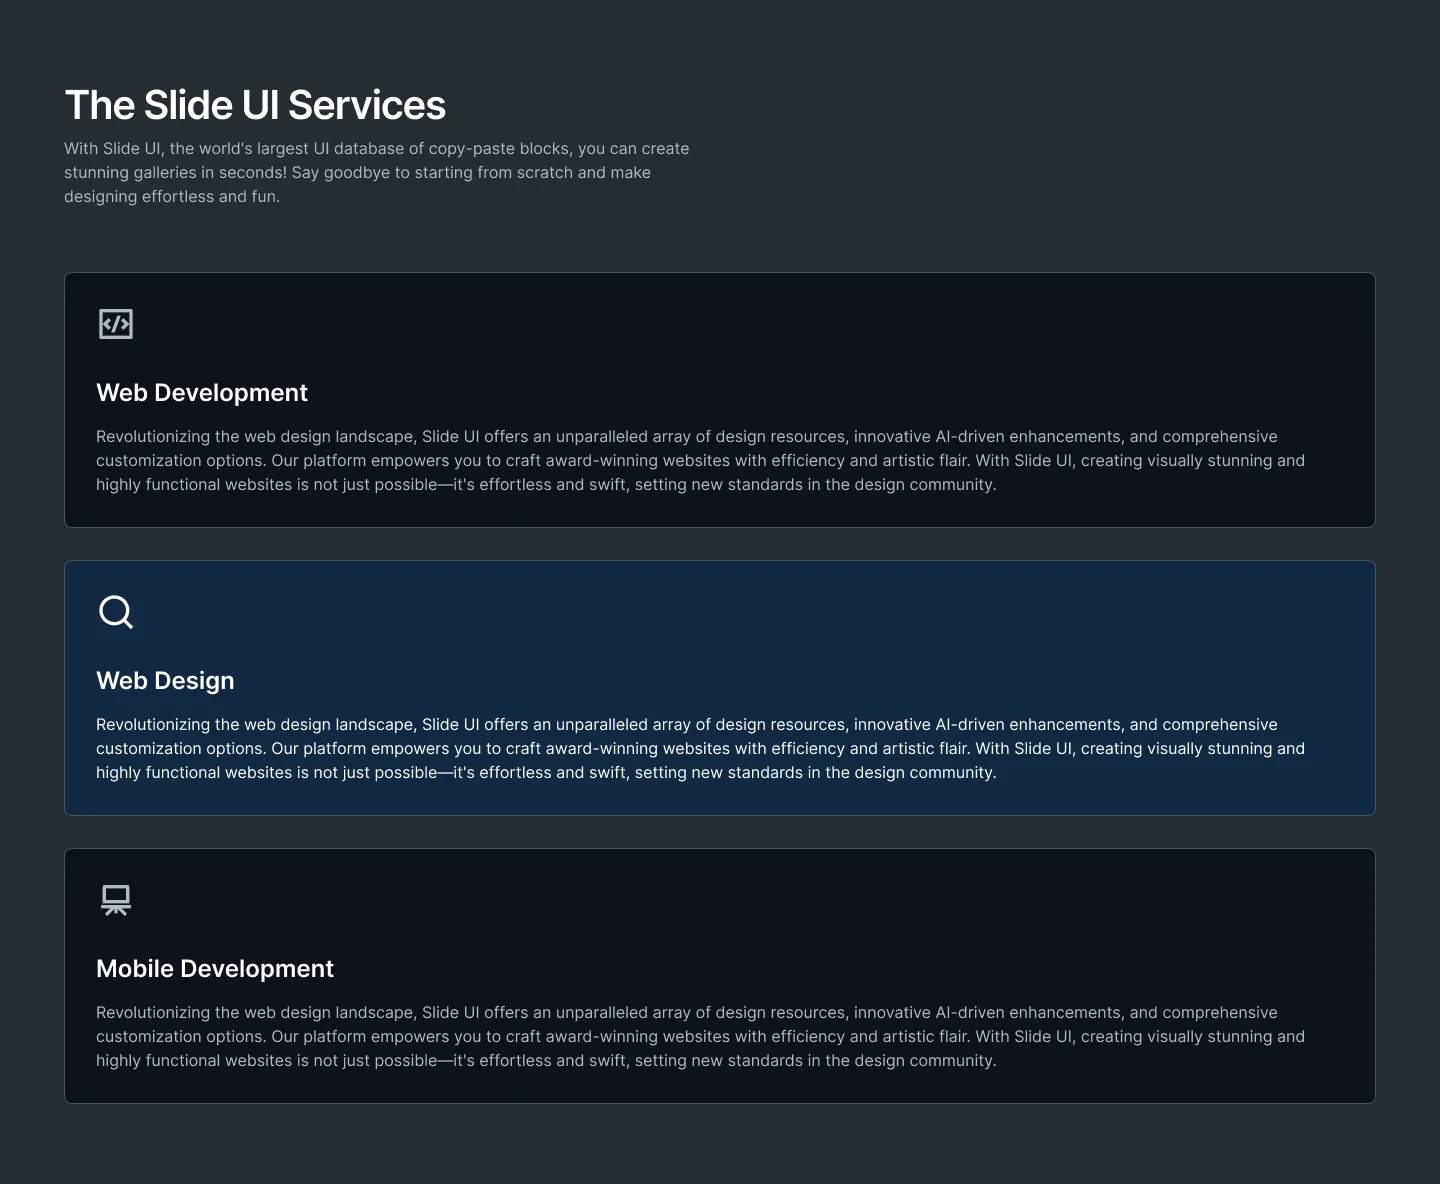 The Slide UI Services
With Slide UI, the world's largest UI database of copy-paste blocks, you can create
stunning galleries in seconds! Say goodbye to starting from scratch and make
designing effortless and fun.
Web Development
Revolutionizing the web design landscape, Slide UI offers an unparalleled array of design resources, innovative AI-driven enhancements, and comprehensive
customization options. Our platform empowers you to craft award-winning websites with efficiency and artistic flair. With Slide UI, creating visually stunning and
highly functional websites is not just possible—it's effortless and swift, setting new standards in the design community.
Web Design
Revolutionizing the web design landscape, Slide UI offers an unparalleled array of design resources, innovative AI-driven enhancements, and comprehensive
customization options. Our platform empowers you to craft award-winning websites with efficiency and artistic flair. With Slide UI, creating visually stunning and
highly functional websites is not just possible—it's effortless and swift, setting new standards in the design community.
Mobile Development
Revolutionizing the web design landscape, Slide UI offers an unparalleled array of design resources, innovative AI-driven enhancements, and comprehensive
customization options. Our platform empowers you to craft award-winning websites with efficiency and artistic flair. With Slide UI, creating visually stunning and
highly functional websites is not just possible—it's effortless and swift, setting new standards in the design community.